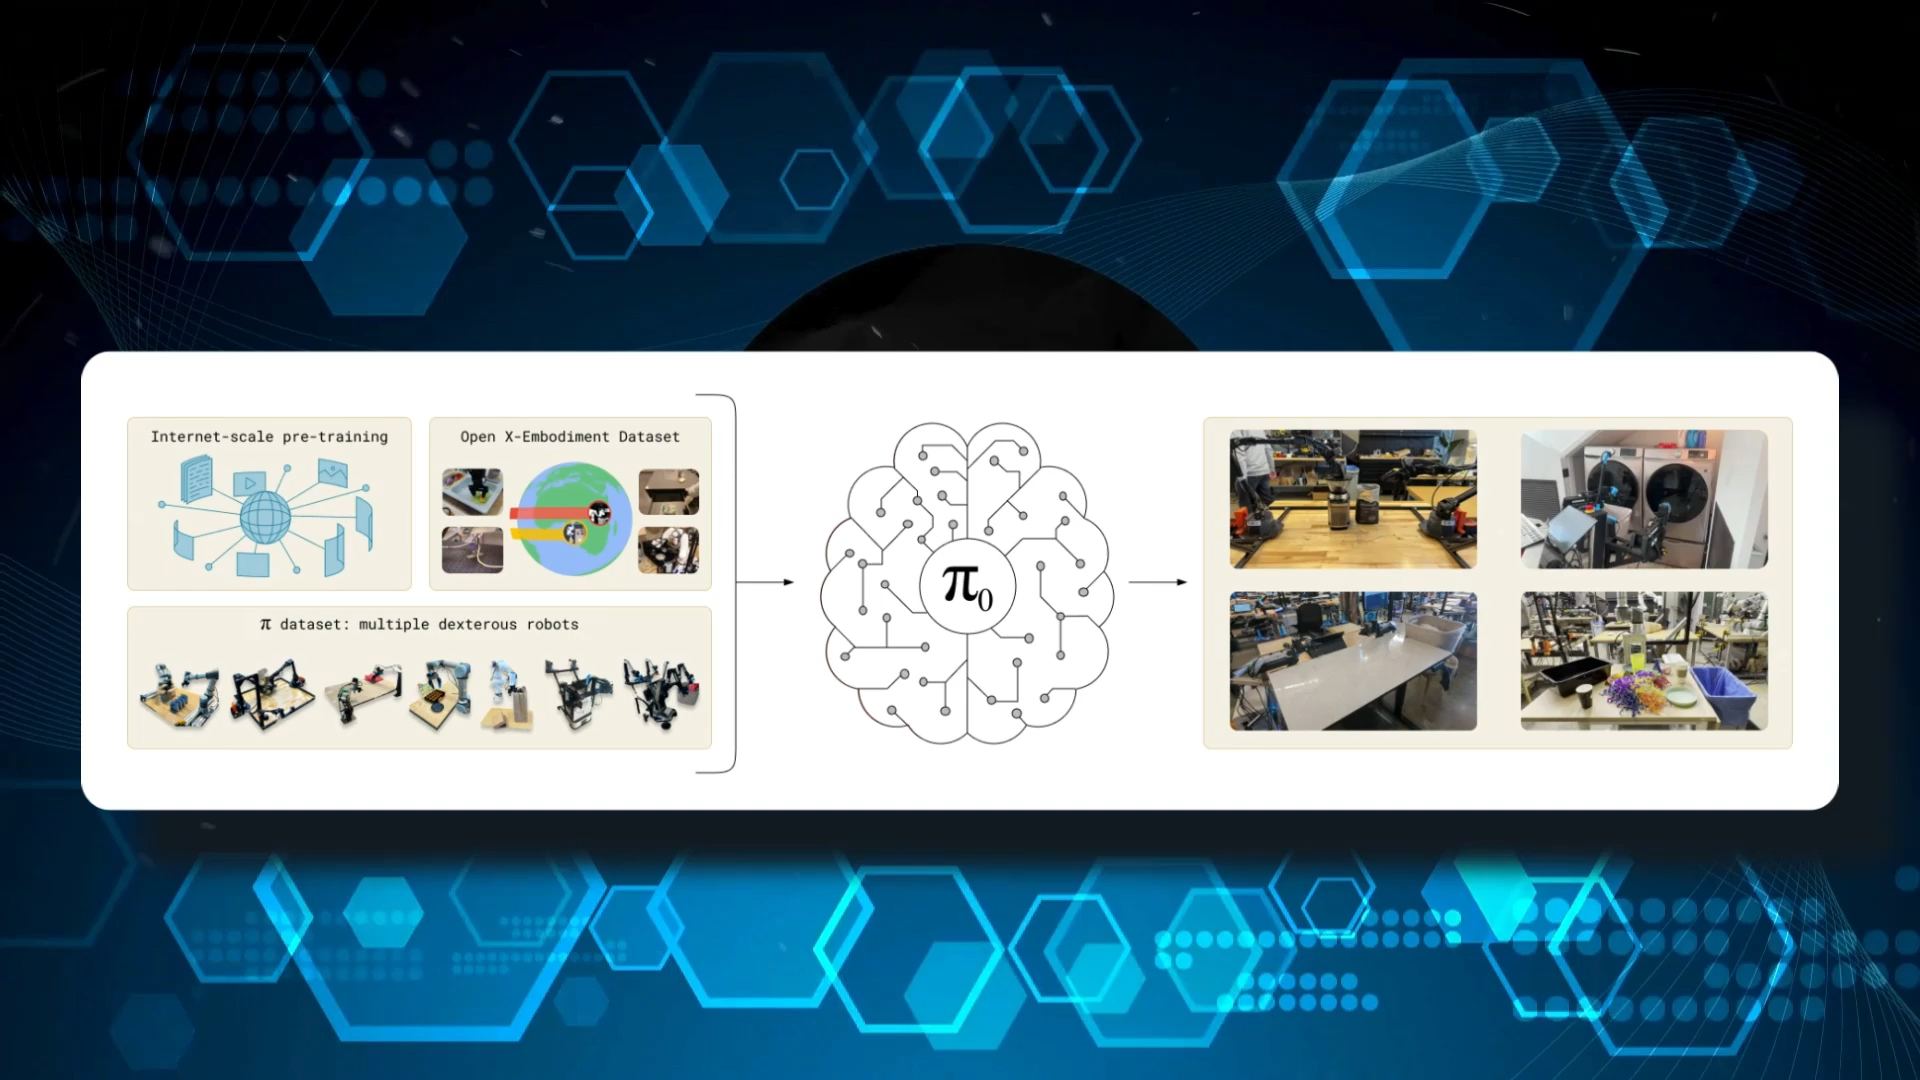 Internet-scale pre-training
Open X-Embodiment Dataset
π dataset: multiple dexterous robots
π0